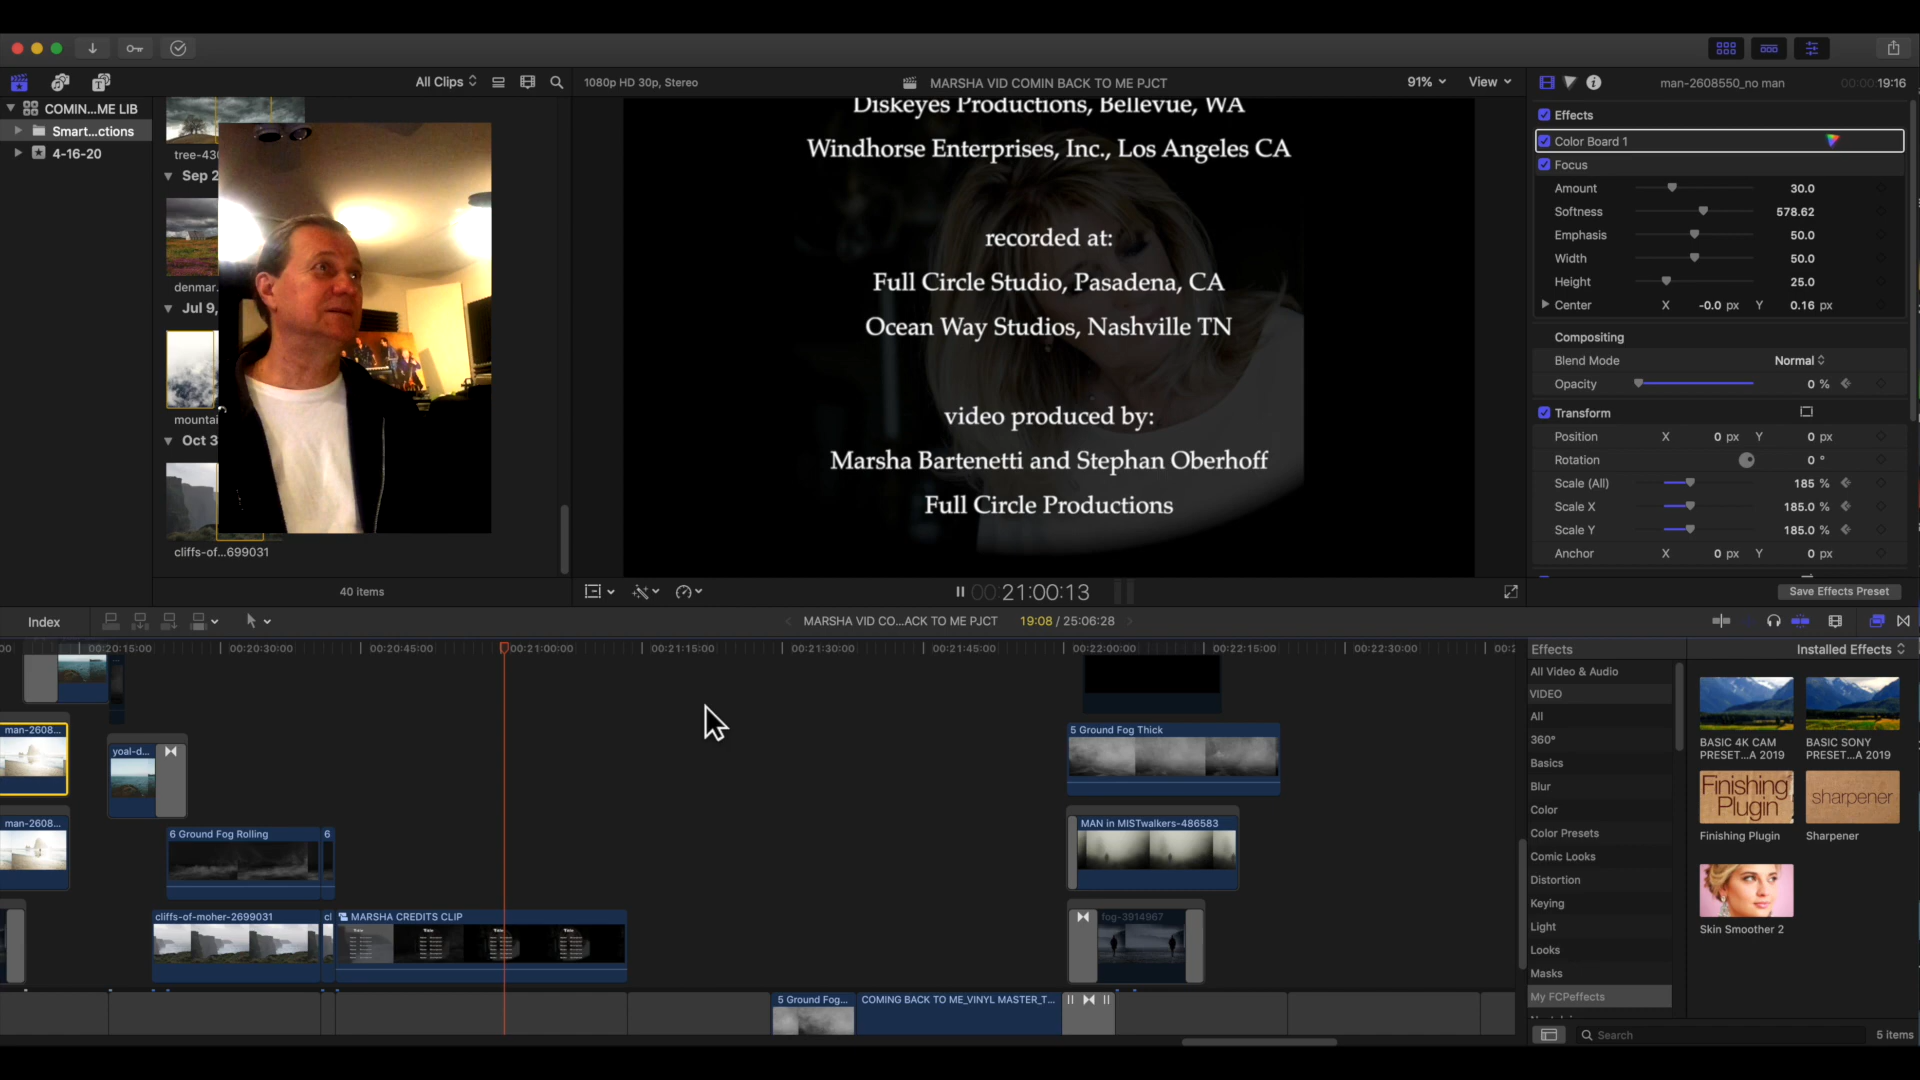 All Clips
1080p HD 30p, Stereo
MARSHA VID COMIN BACK TO ME PJCT
91%
View
man-2608550_no man
00:00:19:16
COMIN...ME LIB
Smart...ctions
4-16-20
tree-43
Sep 2
denmar.
Jul 9,
mountai
Oct 3
cliffs-of...699031
40 items
Diskeyes Productions, Bellevue, WA
Windhorse Enterprises, Inc., Los Angeles CA
recorded at:
Full Circle Studio, Pasadena, CA
Ocean Way Studios, Nashville TN
video produced by:
Marsha Bartenetti and Stephan Oberhoff
Full Circle Productions
00:21:00:13
Effects
Color Board 1
Focus
Amount 30.0
Softness 578.62
Emphasis 50.0
Width 50.0
Height 25.0
Center X -0.0 px Y 0.16 px
Compositing
Blend Mode Normal
Opacity 0 %
Transform
Position X 0 px Y 0 px
Rotation 0 °
Scale (All) 185 %
Scale X 185.0 %
Scale Y 185.0 %
Anchor X 0 px Y 0 px
Save Effects Preset
Index
MARSHA VID CO...ACK TO ME PJCT
19:08 / 25:06:28
00:20:15:00
00:20:30:00
00:20:45:00
00:21:00:00
00:21:15:00
00:21:30:00
00:21:45:00
00:22:00:00
00:22:15:00
00:22:30:00
man-2608...
yoal-d...
man-2608...
6 Ground Fog Rolling
6
cliffs-of-moher-2699031
cl
MARSHA CREDITS CLIP
5 Ground Fog Thick
MAN in MISTwalkers-486583
fog-3914967
5 Ground Fog...
COMING BACK TO ME_VINYL MASTER_T...
Effects
Installed Effects
All Video & Audio
VIDEO
All
360°
Basics
Blur
Color
Color Presets
Comic Looks
Distortion
Keying
Light
Looks
Masks
My FCPeffects
BASIC 4K CAM
PRESET...A 2019
BASIC SONY
PRESET...A 2019
Finishing
Plugin
Finishing Plugin
sharpener
Sharpener
Skin Smoother 2
Search
5 items